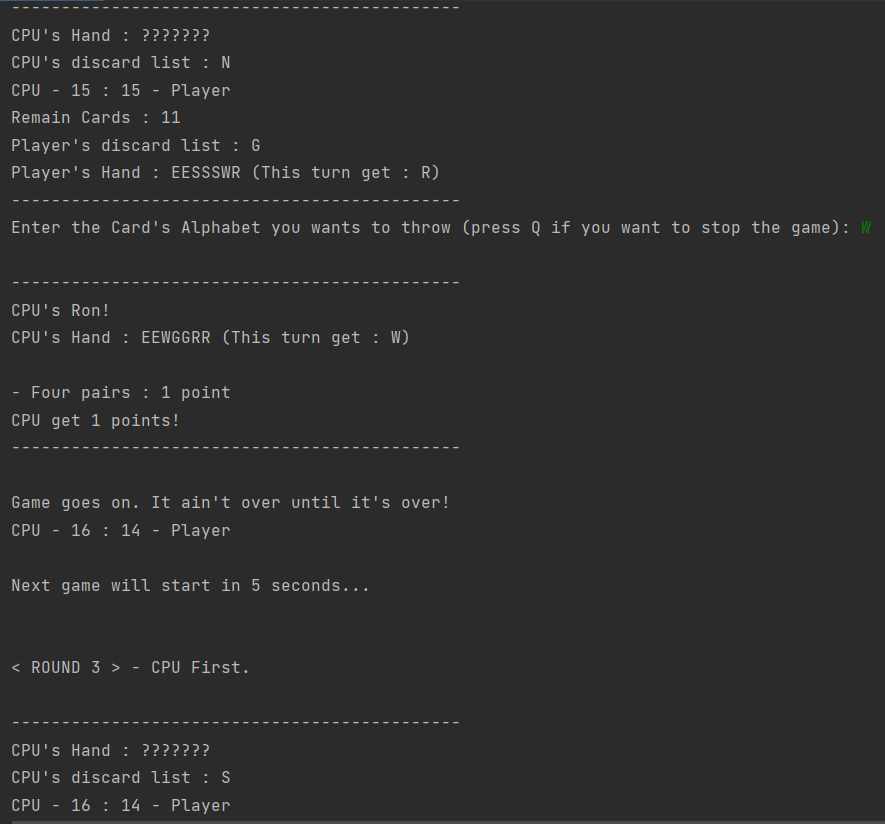 ---------------------------------------------
CPU's Hand : ???????
CPU's discard list : N
CPU - 15 : 15 - Player
Remain Cards : 11
Player's discard list : G
Player's Hand : EESSSWR (This turn get : R)
---------------------------------------------
Enter the Card's Alphabet you wants to throw (press Q if you want to stop the game): W
---------------------------------------------
CPU's Ron!
CPU's Hand : EEWGGRR (This turn get : W)
- Four pairs : 1 point
CPU get 1 points!
---------------------------------------------
Game goes on. It ain't over until it's over!
CPU - 16 : 14 - Player
Next game will start in 5 seconds...
< ROUND 3 > - CPU First.
---------------------------------------------
CPU's Hand : ???????
CPU's discard list : S
CPU - 16 : 14 - Player